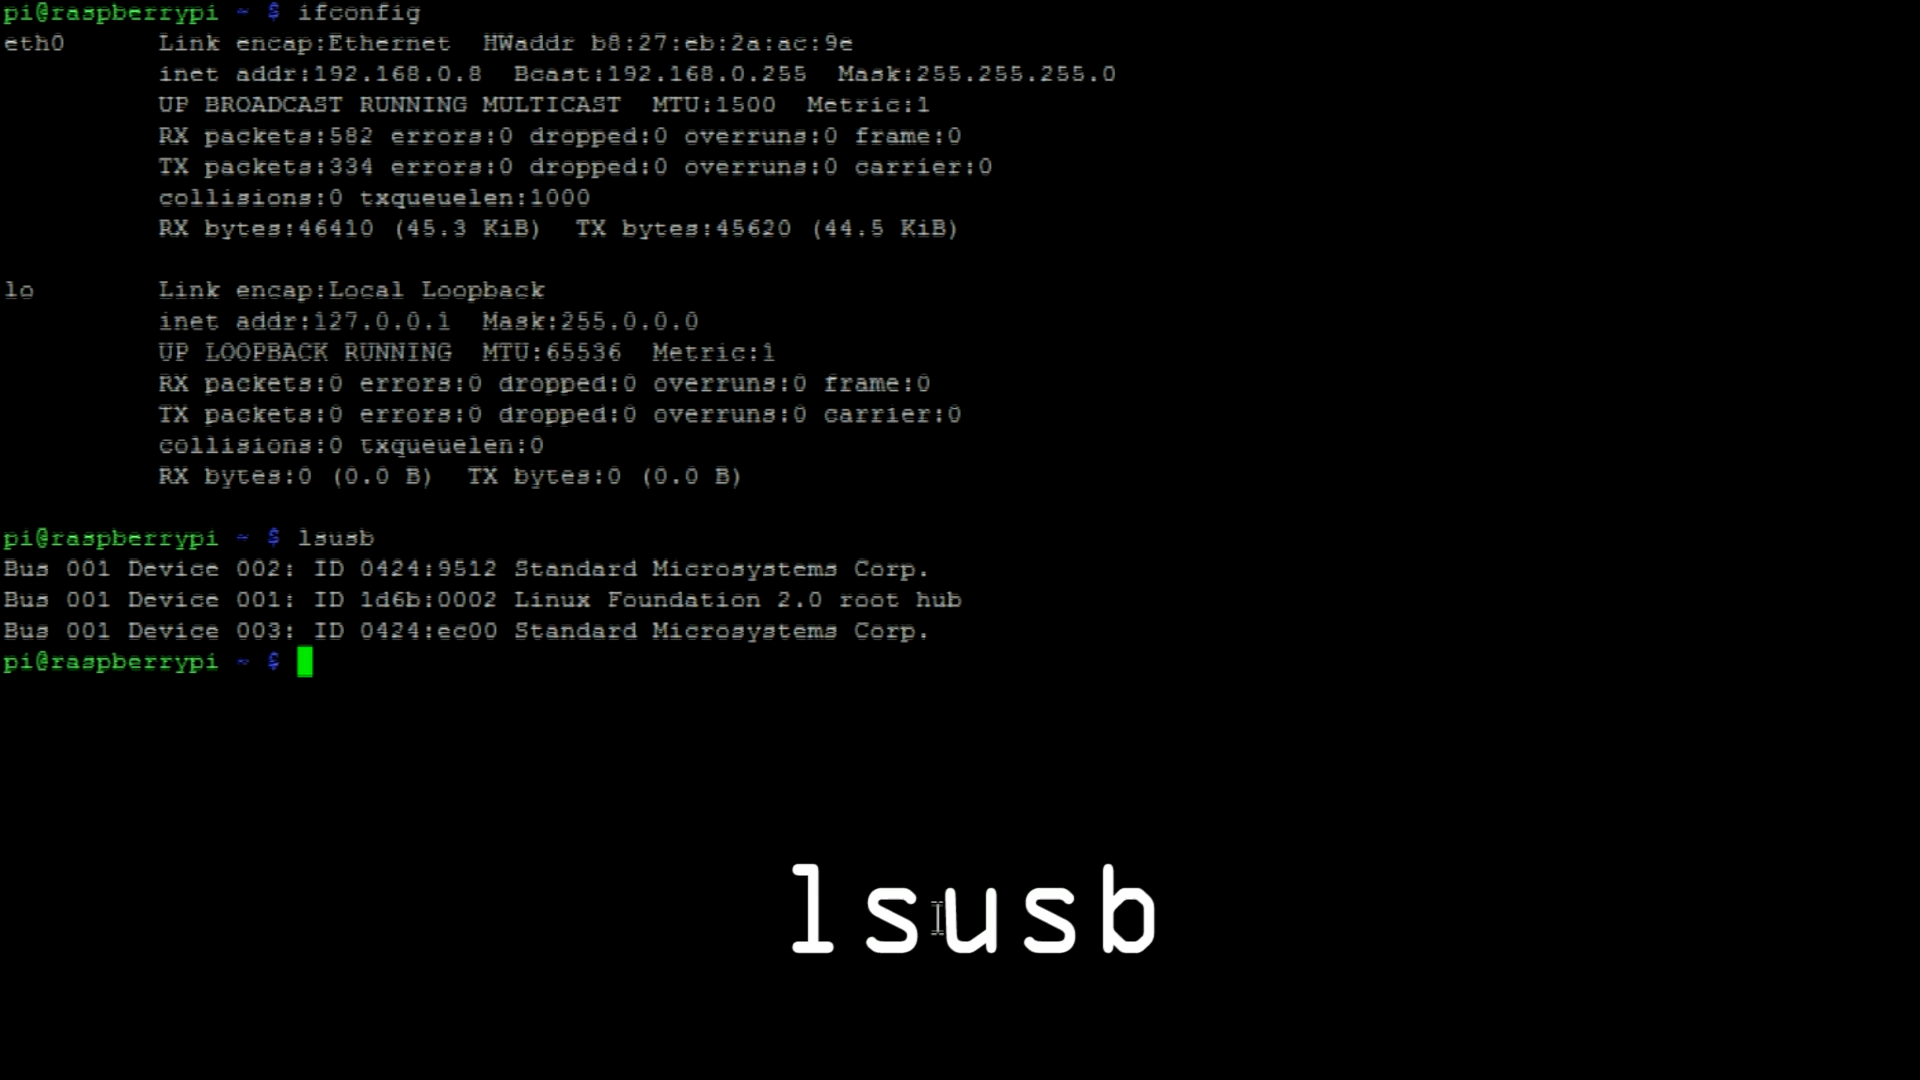 pi@raspberrypi ~ $ ifconfig
eth0      Link encap:Ethernet  HWaddr b8:27:eb:2a:ac:9e
          inet addr:192.168.0.8  Bcast:192.168.0.255  Mask:255.255.255.0
          UP BROADCAST RUNNING MULTICAST  MTU:1500  Metric:1
          RX packets:582 errors:0 dropped:0 overruns:0 frame:0
          TX packets:334 errors:0 dropped:0 overruns:0 carrier:0
          collisions:0 txqueuelen:1000
          RX bytes:46410 (45.3 KiB)  TX bytes:45620 (44.5 KiB)

lo        Link encap:Local Loopback
          inet addr:127.0.0.1  Mask:255.0.0.0
          UP LOOPBACK RUNNING  MTU:65536  Metric:1
          RX packets:0 errors:0 dropped:0 overruns:0 frame:0
          TX packets:0 errors:0 dropped:0 overruns:0 carrier:0
          collisions:0 txqueuelen:0
          RX bytes:0 (0.0 B)  TX bytes:0 (0.0 B)

pi@raspberrypi ~ $ lsusb
Bus 001 Device 002: ID 0424:9512 Standard Microsystems Corp.
Bus 001 Device 001: ID 1d6b:0002 Linux Foundation 2.0 root hub
Bus 001 Device 003: ID 0424:ec00 Standard Microsystems Corp.
pi@raspberrypi ~ $
lsusb